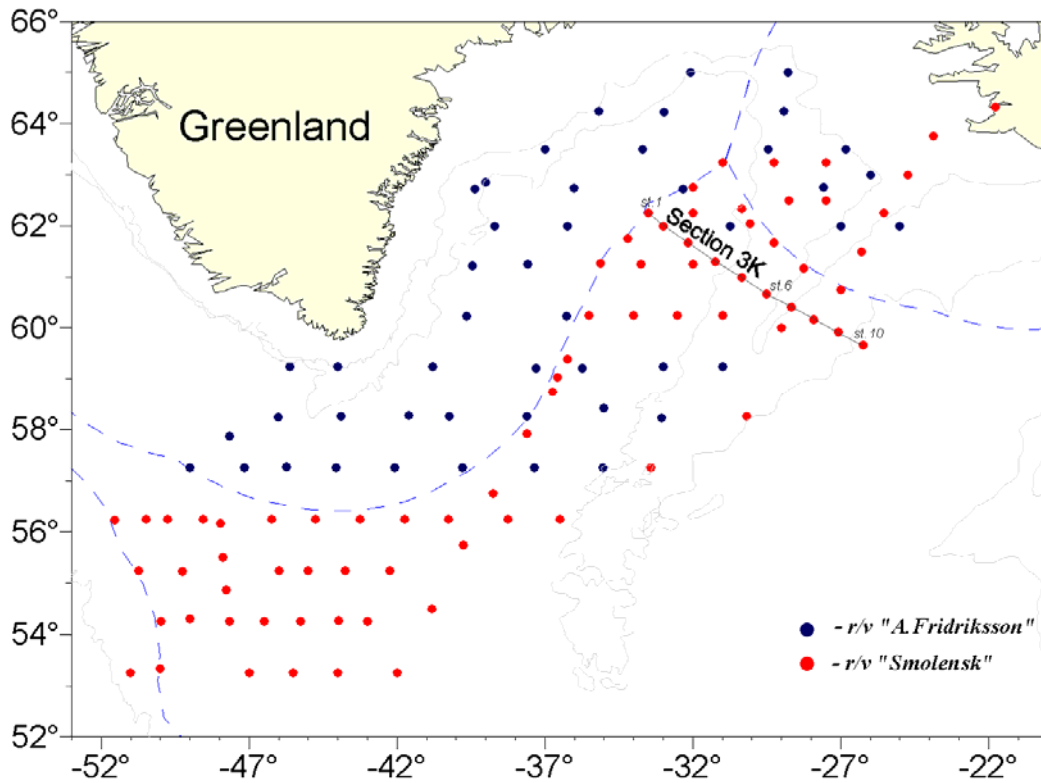 66°
64°
62°
60°
58°
56°
54°
52°
Greenland
st.1
Section 3K
st.6
st.10
- r/v "A.Fridriksson"
- r/v "Smolensk"
-52°
-47°
-42°
-37°
-32°
-27°
-22°